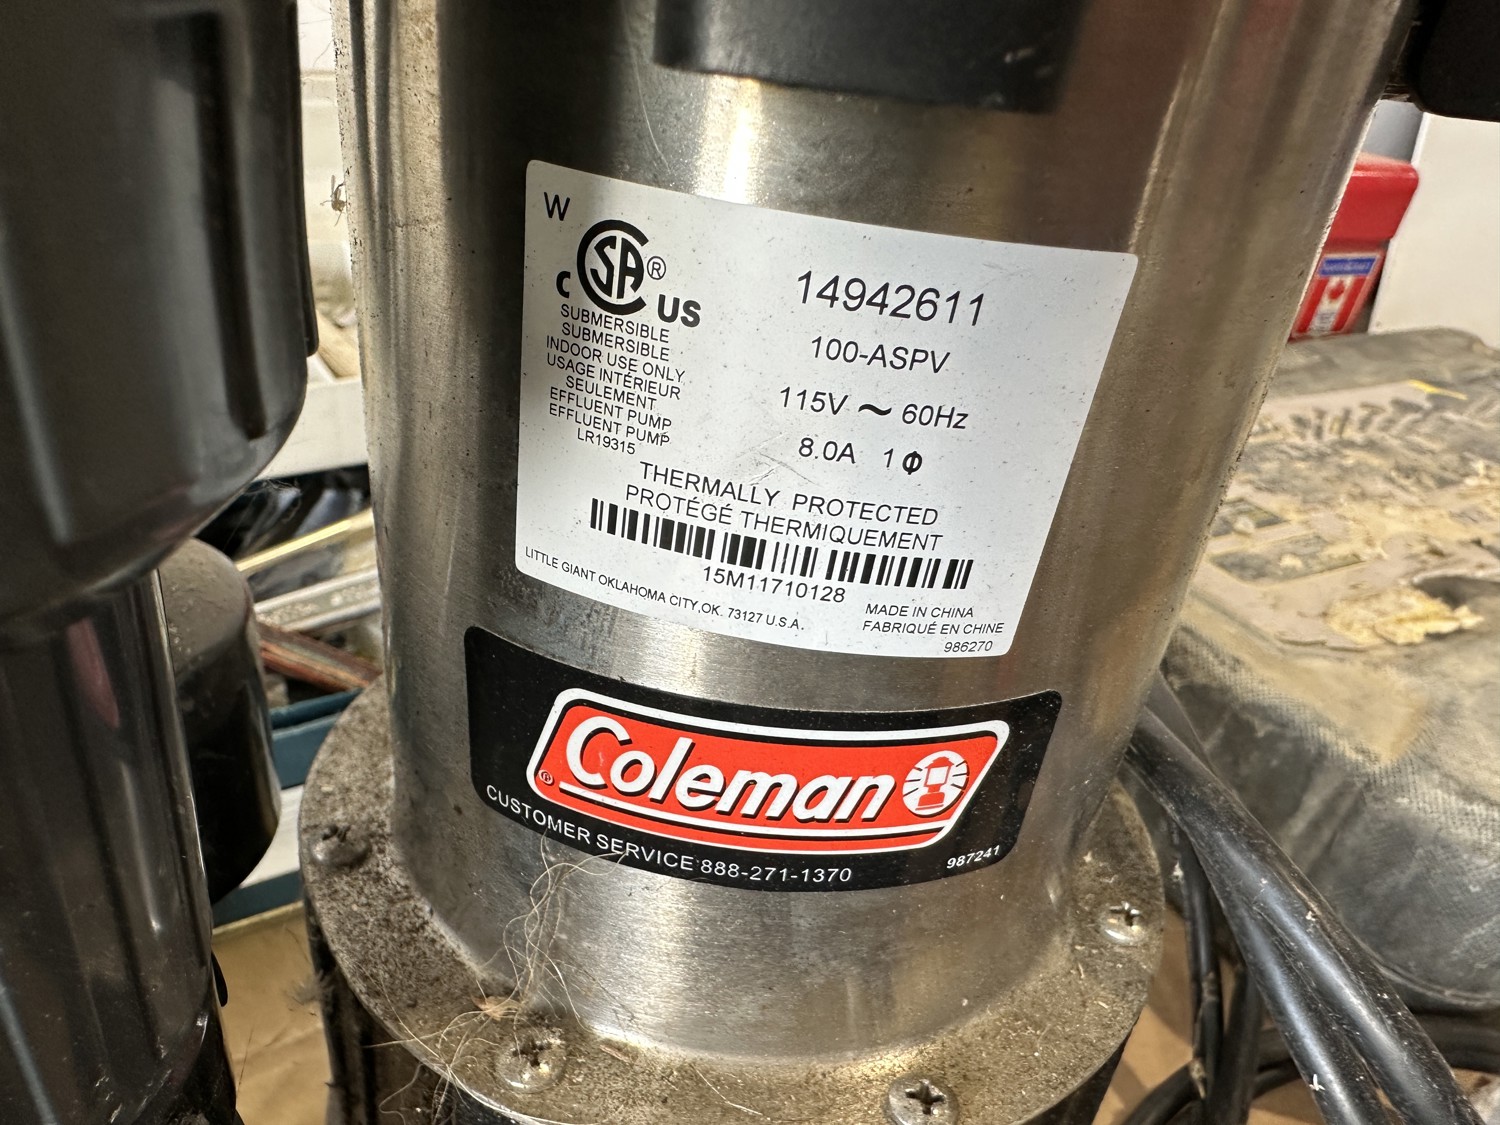 W
CSA®
C US
SUBMERSIBLE
SUBMERSIBLE
INDOOR USE ONLY
USAGE INTÉRIEUR
SEULEMENT
EFFLUENT PUMP
EFFLUENT PUMP
LR19315
14942611
100-ASPV
115V ~ 60Hz
8.0A 1 Φ
THERMALLY PROTECTED
PROTÉGÉ THERMIQUEMENT
15M11710128
LITTLE GIANT OKLAHOMA CITY,OK. 73127 U.S.A.
MADE IN CHINA
FABRIQUÉ EN CHINE
986270
Coleman
®
CUSTOMER SERVICE 888-271-1370
987241